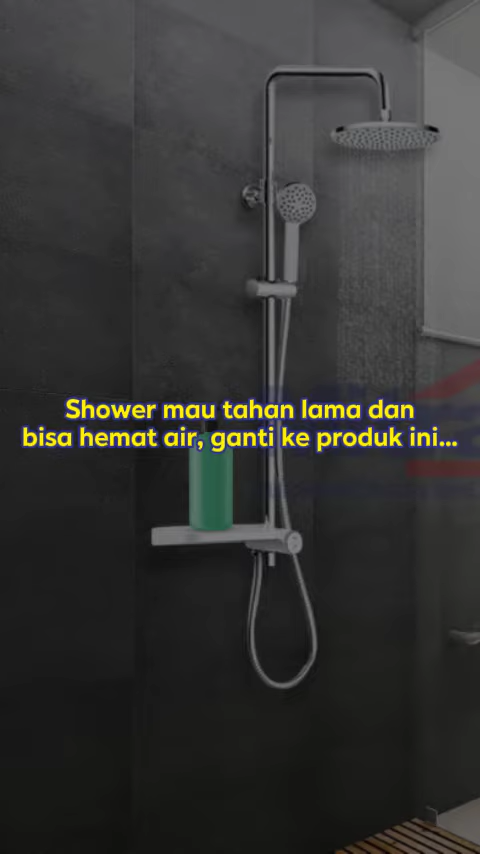 Shower mau tahan lama dan
bisa hemat air, ganti ke produk ini...